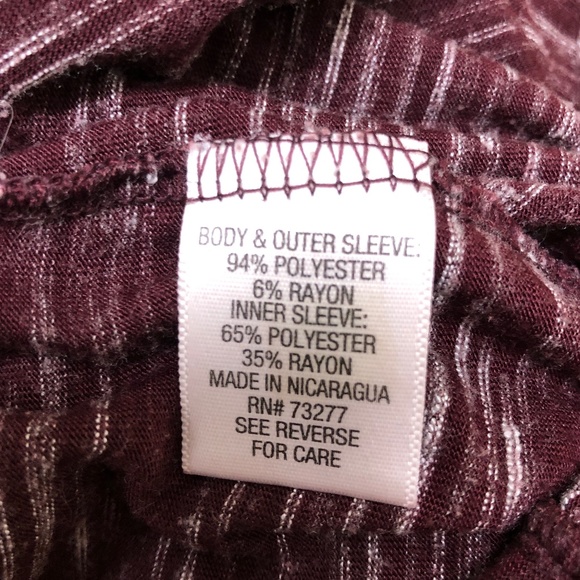 BODY & OUTER SLEEVE:
94% POLYESTER
6% RAYON
INNER SLEEVE:
65% POLYESTER
35% RAYON
MADE IN NICARAGUA
RN# 73277
SEE REVERSE
FOR CARE